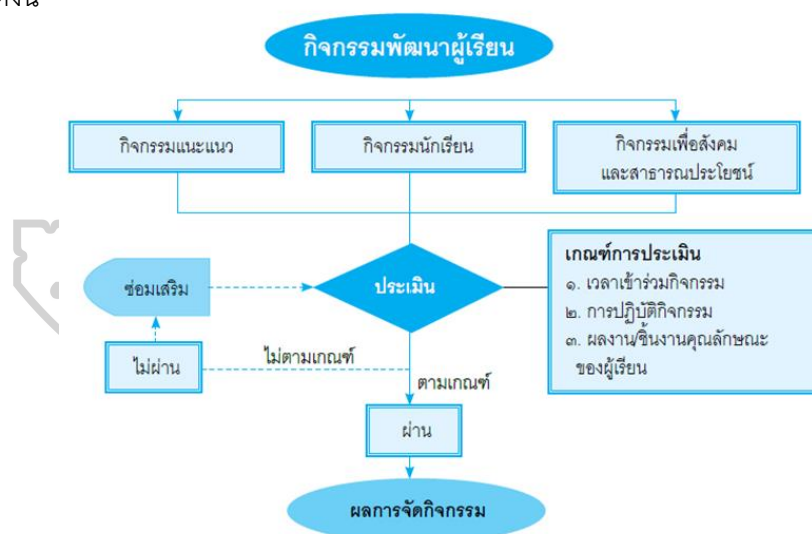 กิจกรรมพัฒนาผู้เรียน
กิจกรรมแนะแนว
กิจกรรมนักเรียน
กิจกรรมเพื่อสังคม
และสาธารณประโยชน์
ประเมิน
เกณฑ์การประเมิน
๑. เวลาเข้าร่วมกิจกรรม
๒. การปฏิบัติกิจกรรม
๓. ผลงาน/ชิ้นงานคุณลักษณะ
ของผู้เรียน
ซ่อมเสริม
ไม่ผ่าน
ไม่ตามเกณฑ์
ตามเกณฑ์
ผ่าน
ผลการจัดกิจกรรม